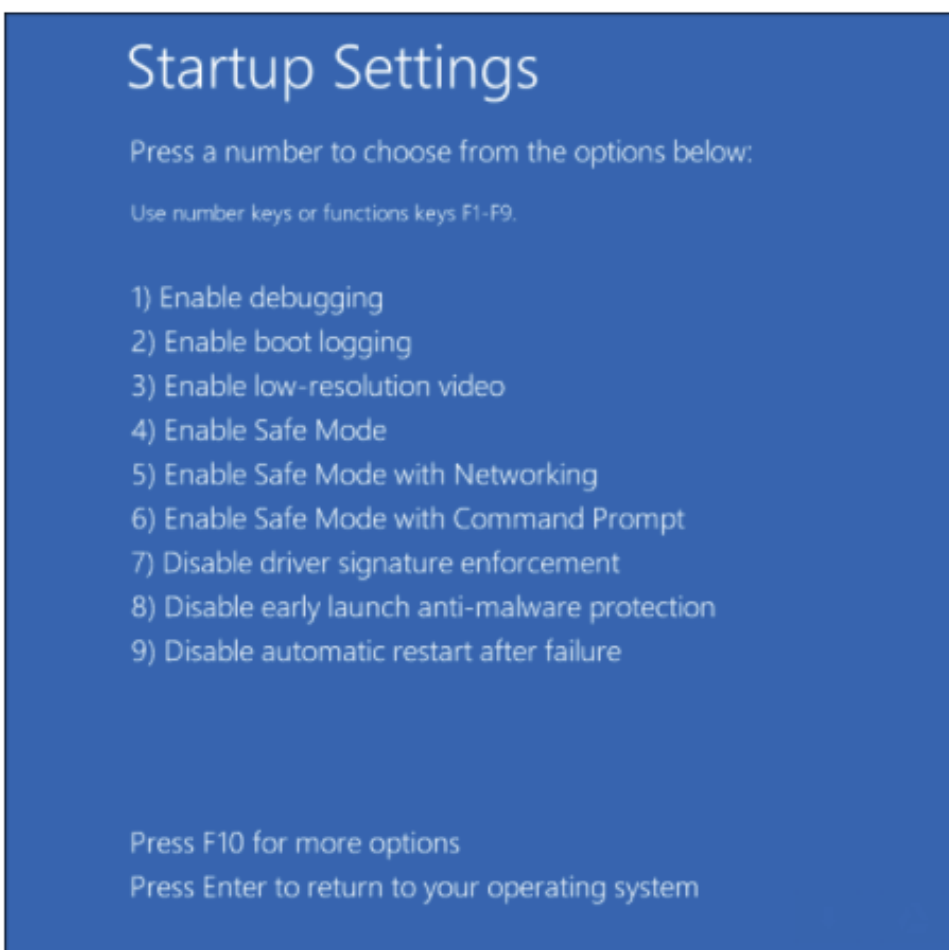 Startup Settings
Press a number to choose from the options below:
Use number keys or functions keys F1-F9.
1) Enable debugging
2) Enable boot logging
3) Enable low-resolution video
4) Enable Safe Mode
5) Enable Safe Mode with Networking
6) Enable Safe Mode with Command Prompt
7) Disable driver signature enforcement
8) Disable early launch anti-malware protection
9) Disable automatic restart after failure
Press F10 for more options
Press Enter to return to your operating system